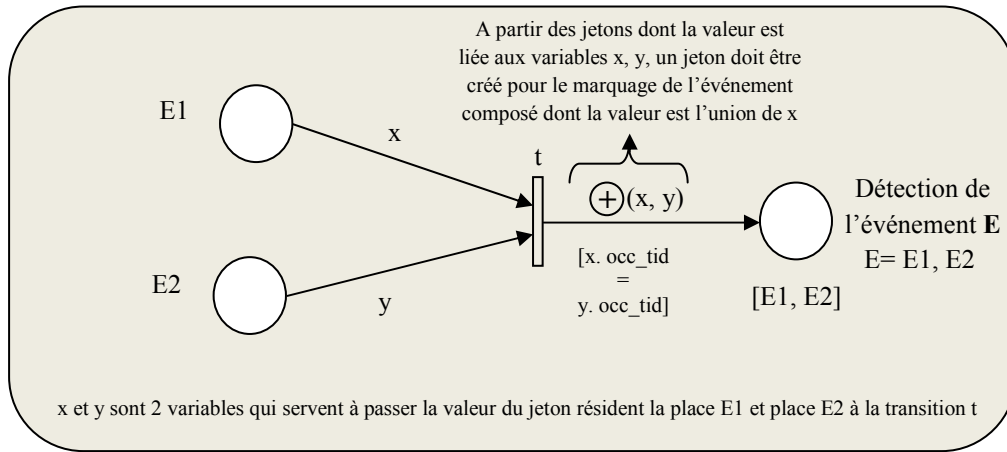 A partir des jetons dont la valeur est
liée aux variables x, y, un jeton doit être
créé pour le marquage de l'événement
composé dont la valeur est l'union de x
E1
x
t
+(x, y)
Détection de
l'événement E
E= E1, E2
[x. occ_tid
=
y. occ_tid]
E2
y
[E1, E2]
x et y sont 2 variables qui servent à passer la valeur du jeton résident la place E1 et place E2 à la transition t